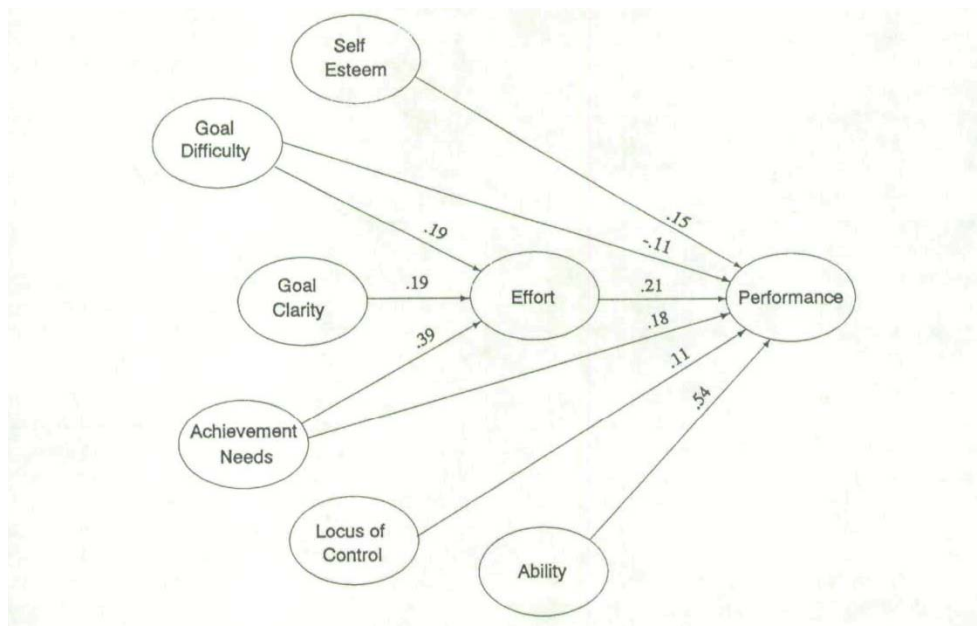 Self
Esteem
Goal
Difficulty
.15
-.11
.19
Goal
Clarity
.19
Effort
.21
Performance
.18
.39
.11
.54
Achievement
Needs
Locus of
Control
Ability